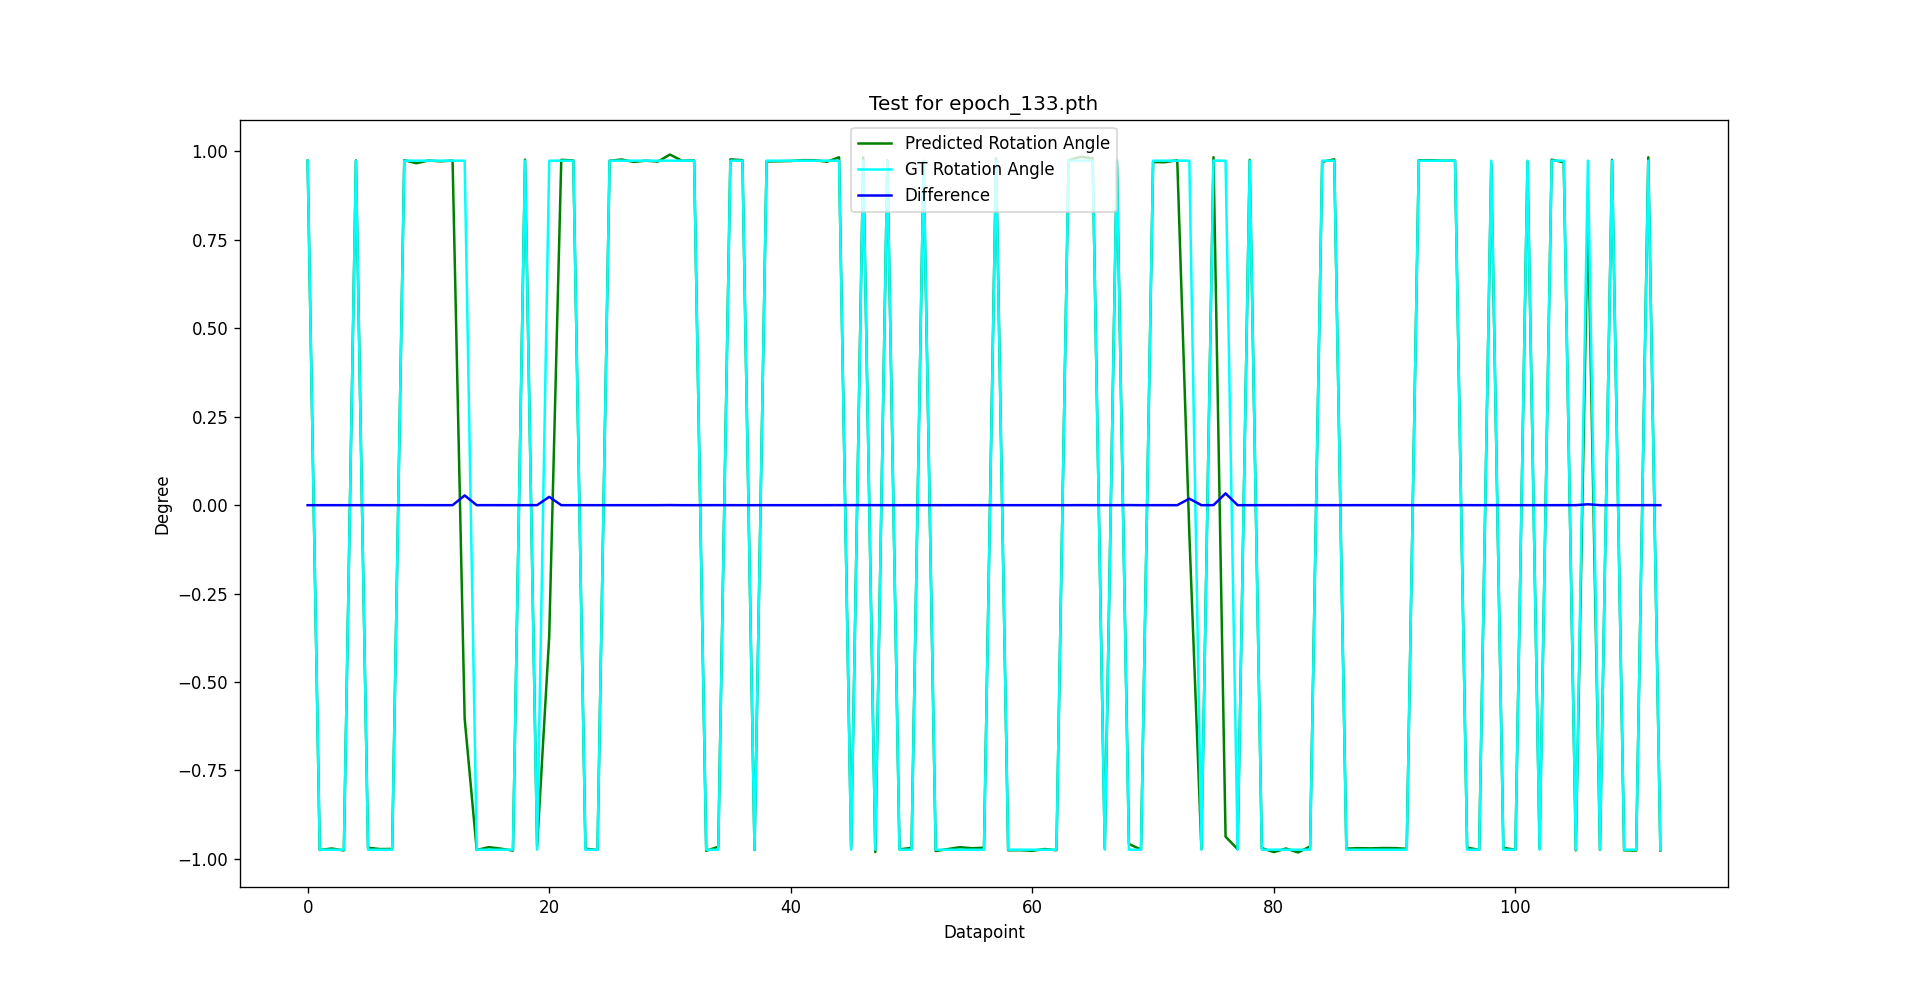 Test for epoch_133.pth
Predicted Rotation Angle
GT Rotation Angle
Difference
1.00
0.75
0.50
0.25
0.00
−0.25
−0.50
−0.75
−1.00
Degree
0 20 40 60 80 100
Datapoint